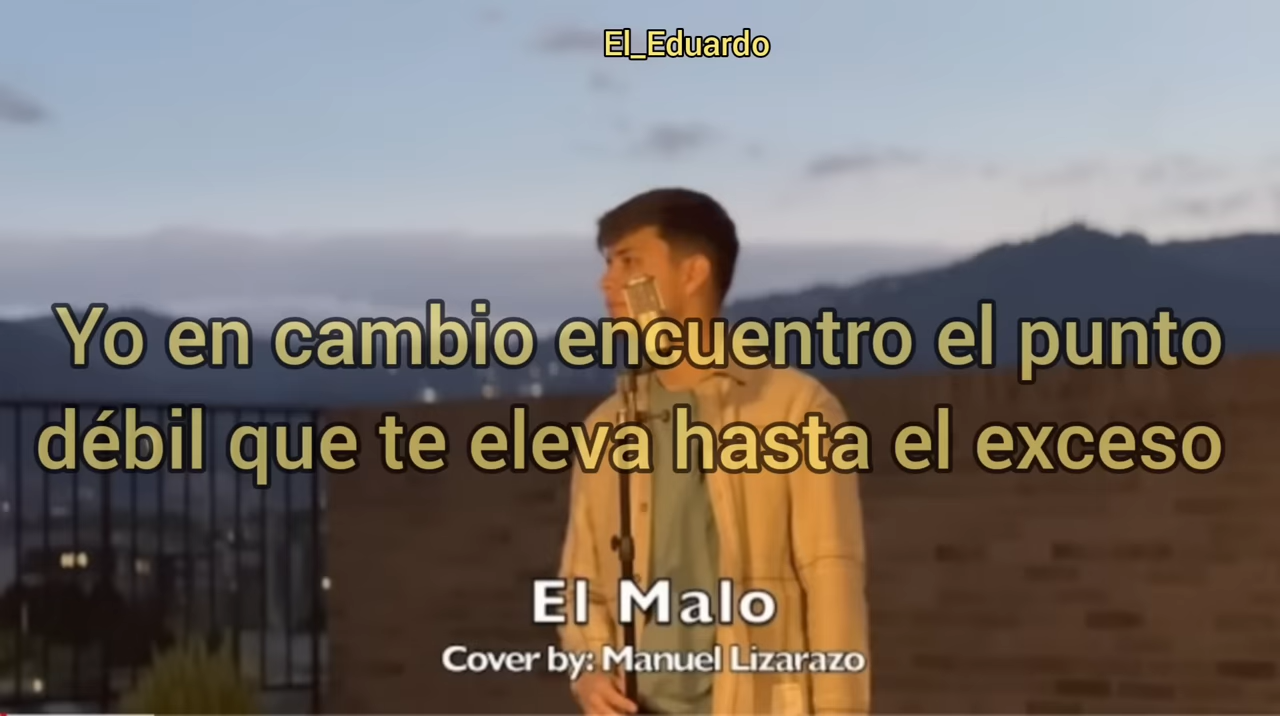 El_Eduardo
Yo en cambio encuentro el punto
débil que te eleva hasta el exceso
El Malo
Cover by: Manuel Lizarazo